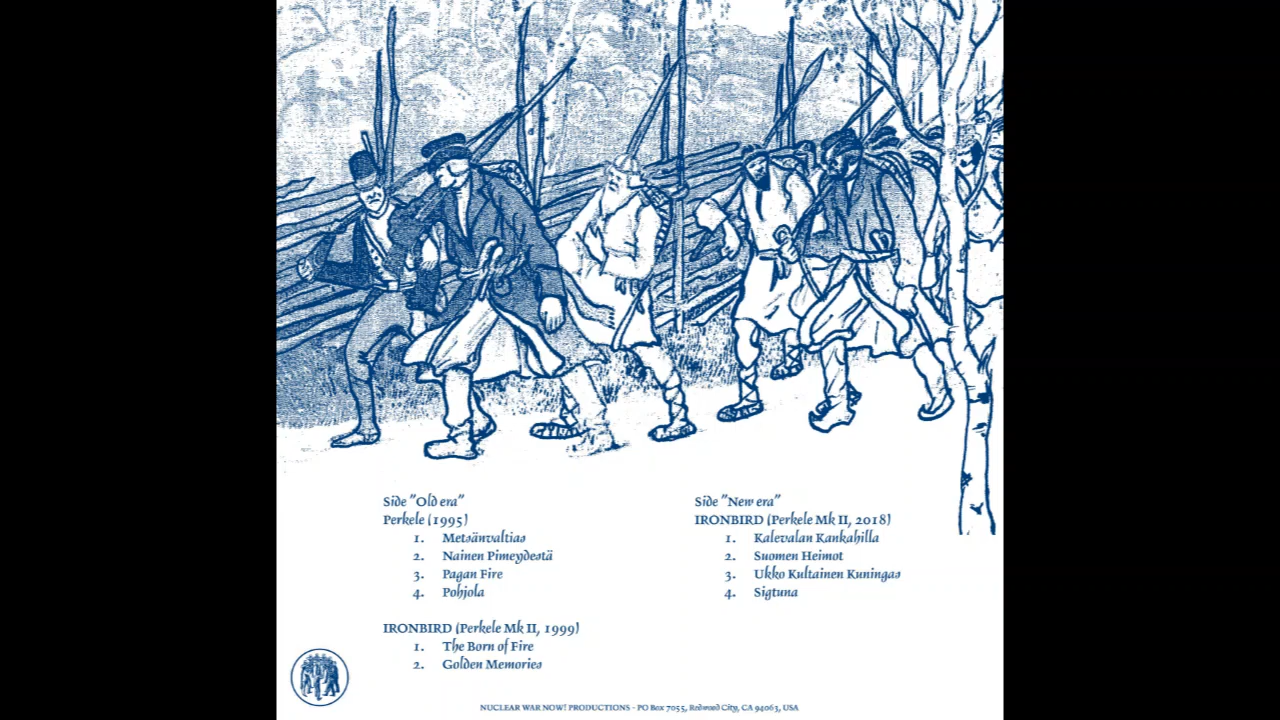 Side "Old era"
Perkele (1995)
1. Metsänvaltias
2. Nainen Pimeydestä
3. Pagan Fire
4. Pohjola
IRONBIRD (Perkele Mk II, 1999)
1. The Born of Fire
2. Golden Memories
Side "New era"
IRONBIRD (Perkele Mk II, 2018)
1. Kalevalan Kankahilla
2. Suomen Heimot
3. Ukko Kultainen Kuningas
4. Sigtuna
NUCLEAR WAR NOW! PRODUCTIONS – PO Box 7055, Redwood City, CA 94063, USA